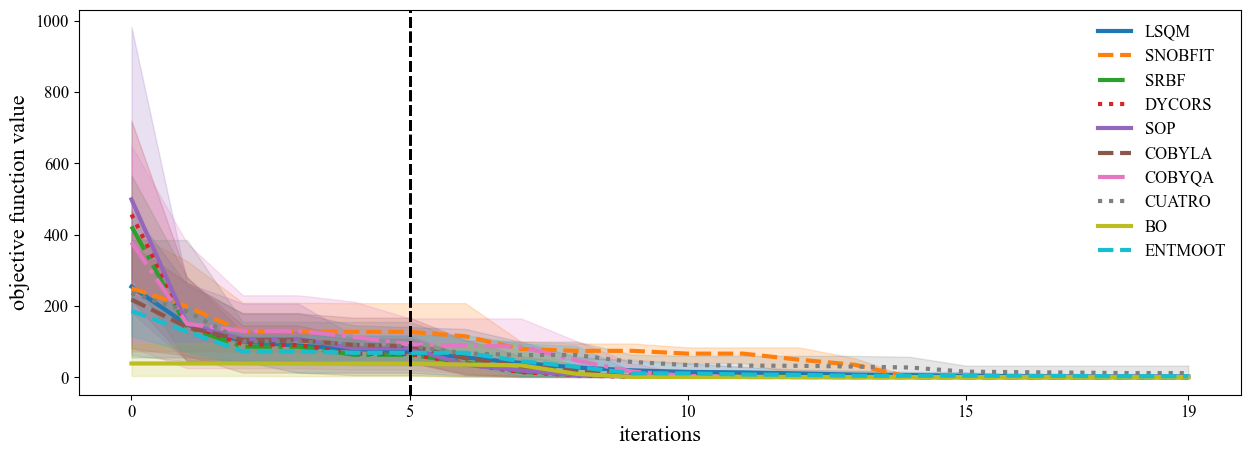 1000
800
600
400
200
0
objective function value
0
5
10
15
19
iterations
LSQM
SNOBFIT
SRBF
DYCORS
SOP
COBYLA
COBYQA
CUATRO
BO
ENTMOOT